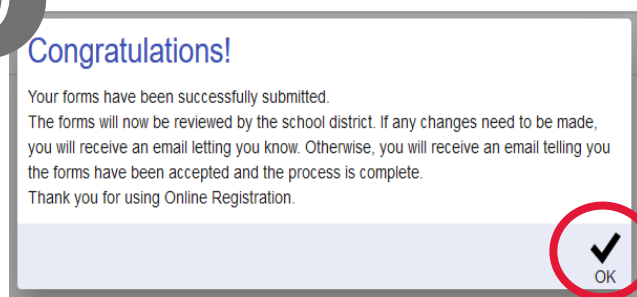 Congratulations!
Your forms have been successfully submitted.
The forms will now be reviewed by the school district. If any changes need to be made,
you will receive an email letting you know. Otherwise, you will receive an email telling you
the forms have been accepted and the process is complete.
Thank you for using Online Registration.
OK